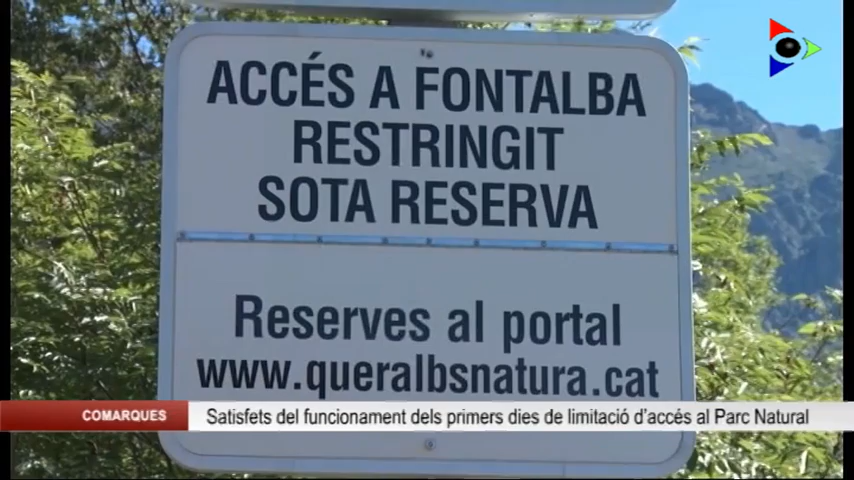 ACCÉS A FONTALBA
RESTRINGIT
SOTA RESERVA
Reserves al portal
www.queralbsnatura.cat
COMARQUES
Satisfets del funcionament dels primers dies de limitació d'accés al Parc Natural